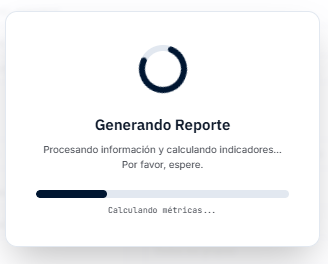 Generando Reporte
Procesando información y calculando indicadores...
Por favor, espere.
Calculando métricas...